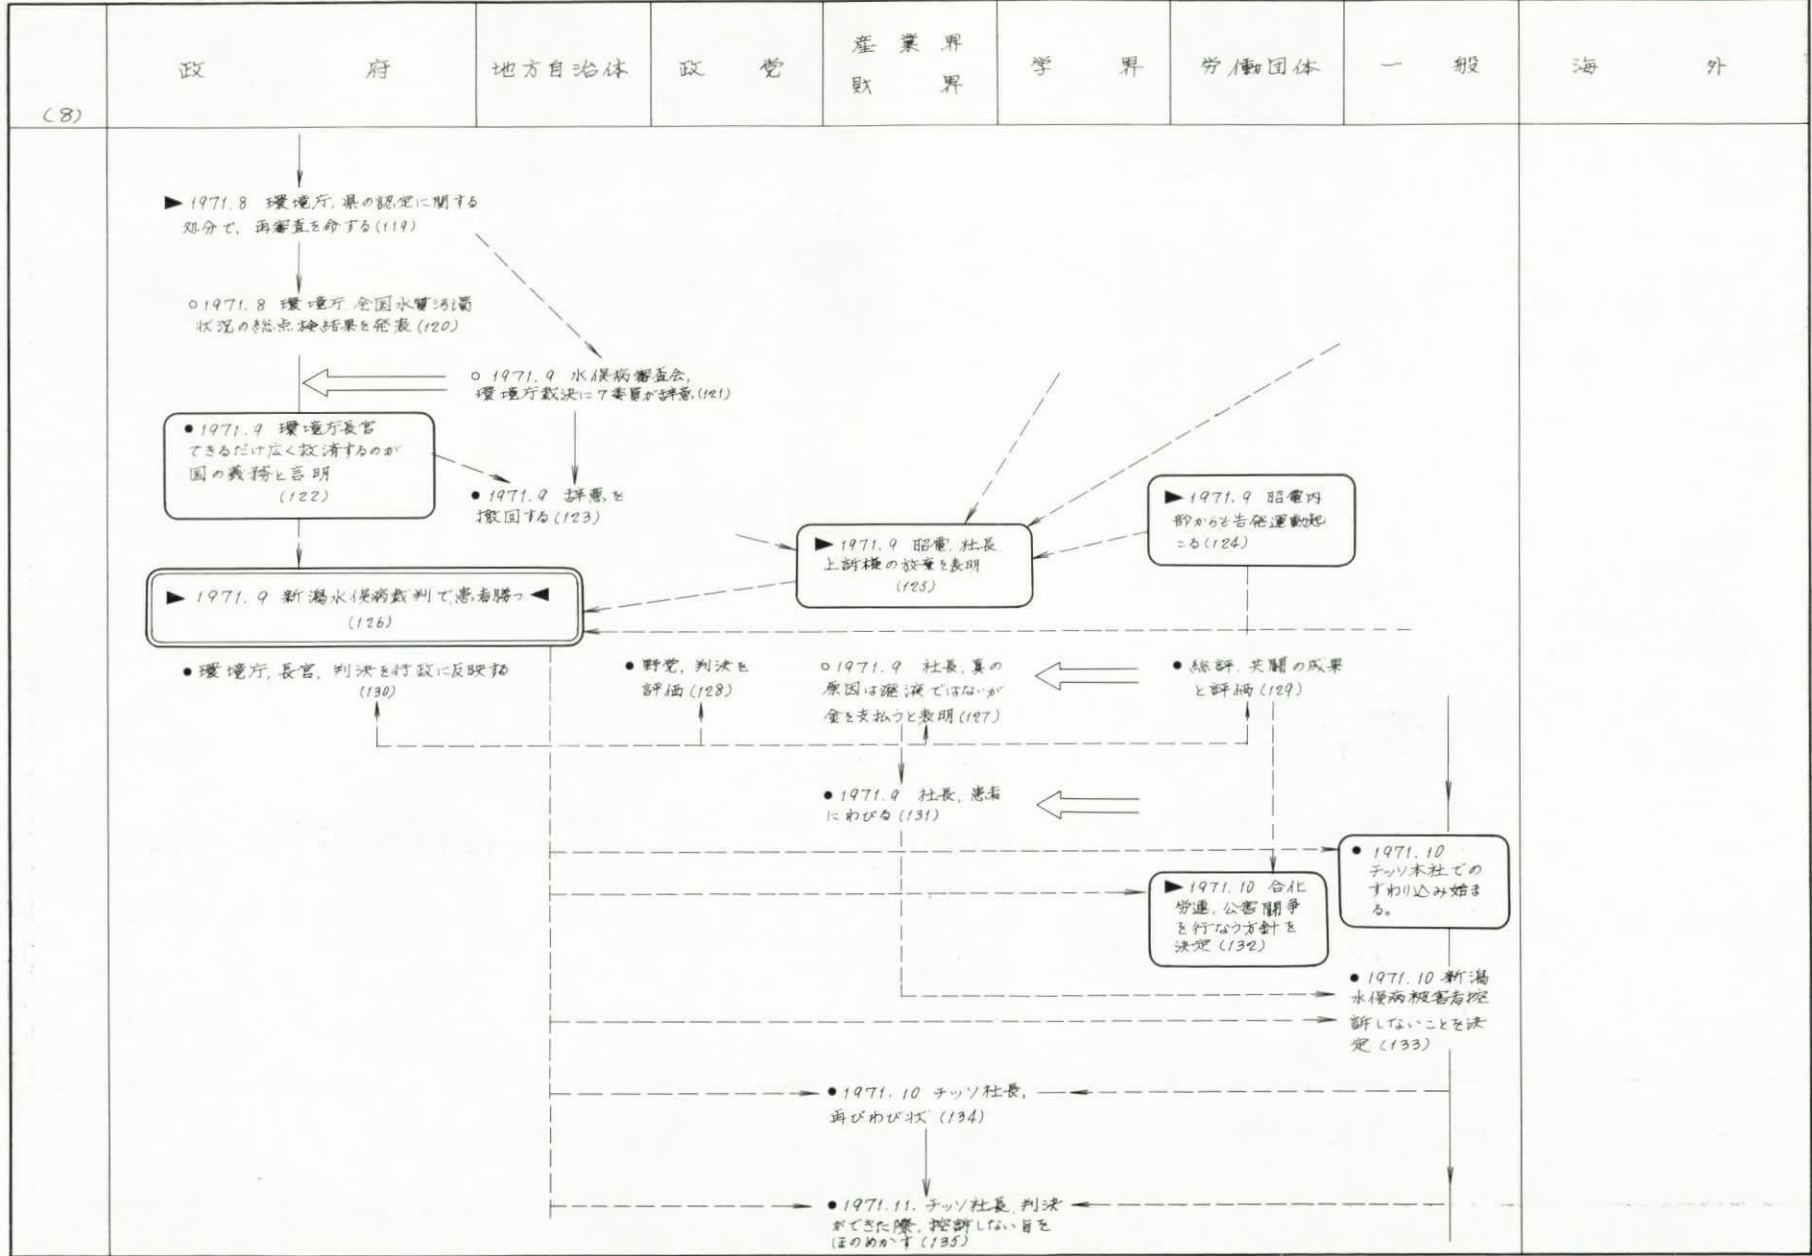 (8)
政府
地方自治体
政党
産業界
財界
学界
労働団体
一般
海外
▶ 1971.8 環境庁,県の認定に関する
処分で、再審査を命ずる(119)
○1971.8 環境庁,全国水質汚濁
状況の総点検結果を発表(120)
○ 1971.9 水俣病審査会,
環境庁裁決に7委員が辞意(121)
● 1971.9 環境庁長官
できるだけ広く救済するのが
国の義務と言明
(122)
● 1971.9 辞意を
撤回する(123)
▶ 1971.9 昭電内
部からも告発運動起
こる(124)
▶ 1971.9 昭電,社長
上訴権の放棄を表明
(125)
▶ 1971.9 新潟水俣病裁判で患者勝つ ◀
(126)
● 環境庁,長官,判決を行政に反映する
(130)
● 野党,判決を
評価(128)
○1971.9 社長,真の
原因は廃液ではないが
金を支払うと表明(127)
● 総評,共闘の成果
と評価(129)
● 1971.9 社長,患者
にわびる(131)
● 1971.10
チッソ本社での
すわり込み始ま
る。
▶ 1971.10 合化
労連,公害闘争
を行なう方針を
決定(132)
● 1971.10 新潟
水俣病被害者控
訴しないことを決
定(133)
● 1971.10 チッソ社長,
再びわび状(134)
● 1971.11. チッソ社長,判決
ができた際,控訴しない旨を
ほのめかす(135)